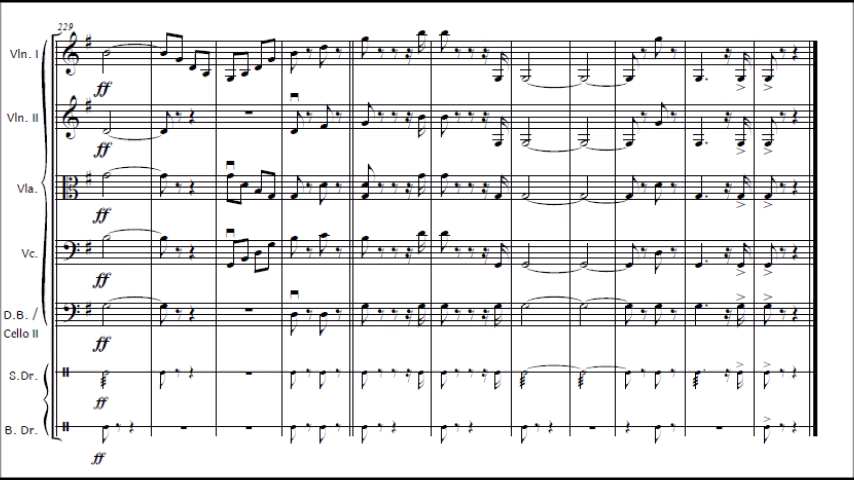 229
Vln. I
ff
Vln. II
ff
Vla.
ff
Vc.
ff
D.B. /
Cello II
ff
S.Dr.
ff
B. Dr.
ff